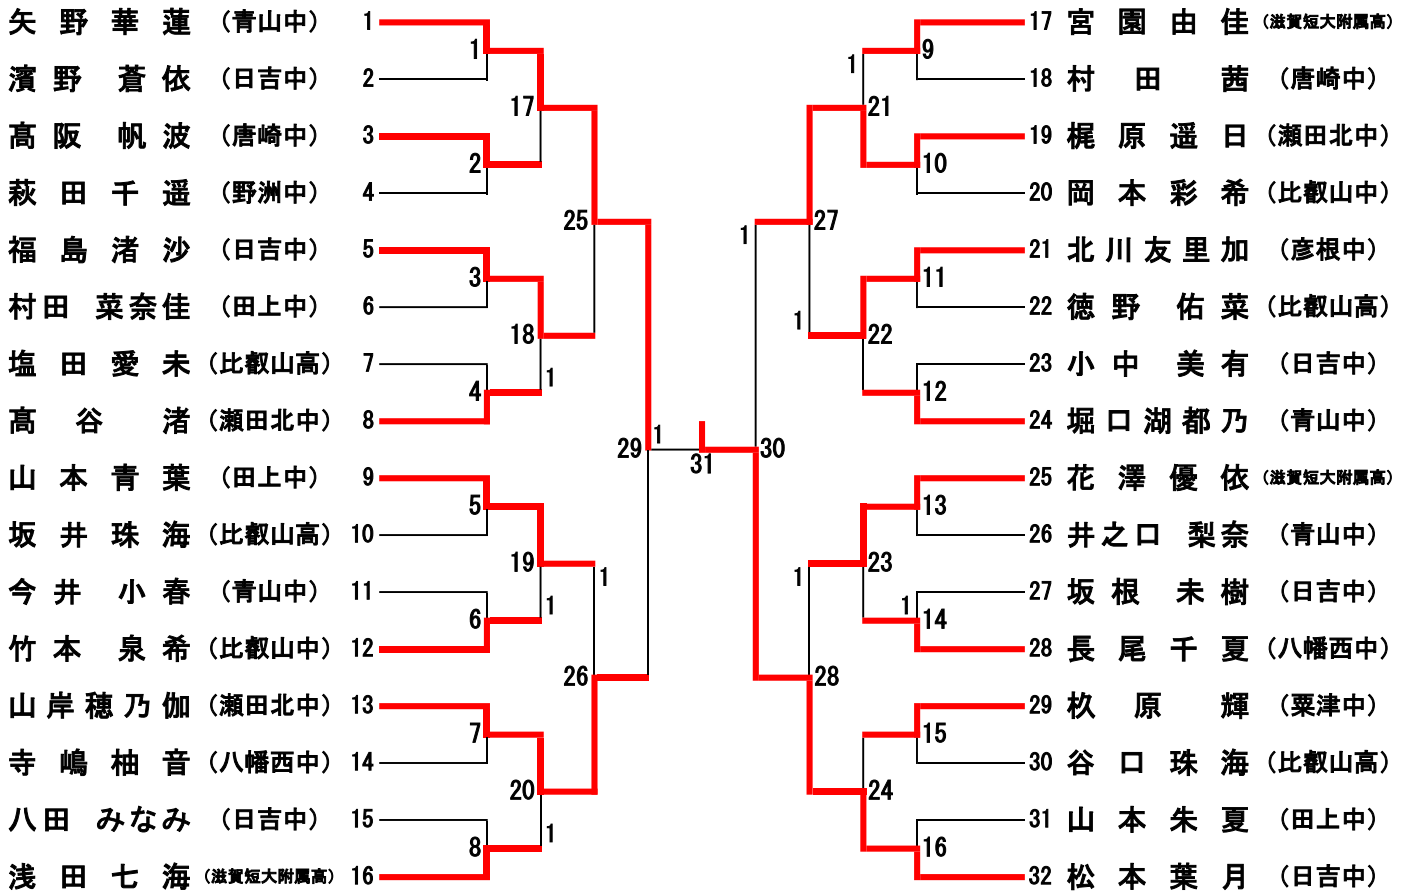 矢野華蓮 (青山中) 1
濱野蒼依 (日吉中) 2
髙阪帆波 (唐崎中) 3
萩田千遥 (野洲中) 4
福島渚沙 (日吉中) 5
村田菜奈佳 (田上中) 6
塩田愛未 (比叡山高) 7
髙谷渚 (瀬田北中) 8
山本青葉 (田上中) 9
坂井珠海 (比叡山高) 10
今井小春 (青山中) 11
竹本泉希 (比叡山中) 12
山岸穂乃伽 (瀬田北中) 13
寺嶋柚音 (八幡西中) 14
八田みなみ (日吉中) 15
浅田七海 (滋賀短大附属高) 16
1
2
3
4
5
6
7
8
17
18
1
19
1
20
1
25
26
1
29
1
31
30
1
27
1
28
1
21
1
22
23
24
9
10
11
12
13
14
1
15
16
17 宮園由佳 (滋賀短大附属高)
18 村田茜 (唐崎中)
19 梶原遥日 (瀬田北中)
20 岡本彩希 (比叡山中)
21 北川友里加 (彦根中)
22 徳野佑菜 (比叡山高)
23 小中美有 (日吉中)
24 堀口湖都乃 (青山中)
25 花澤優依 (滋賀短大附属高)
26 井之口梨奈 (青山中)
27 坂根未樹 (日吉中)
28 長尾千夏 (八幡西中)
29 杦原輝 (粟津中)
30 谷口珠海 (比叡山高)
31 山本朱夏 (田上中)
32 松本葉月 (日吉中)